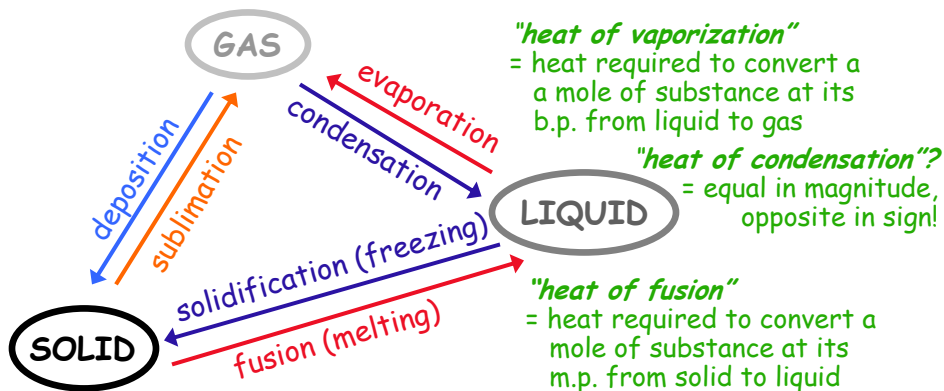 GAS
"heat of vaporization"
= heat required to convert a
a mole of substance at its
b.p. from liquid to gas
evaporation
condensation
deposition
sublimation
"heat of condensation"?
= equal in magnitude,
opposite in sign!
LIQUID
solidification (freezing)
fusion (melting)
SOLID
"heat of fusion"
= heat required to convert a
mole of substance at its
m.p. from solid to liquid